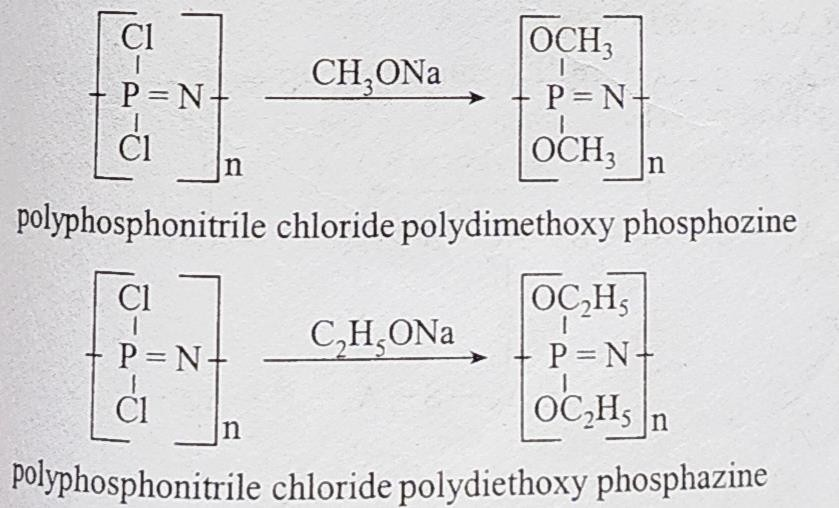 Cl OCH₃
P = N CH₃ONa P = N
Cl n OCH₃ n
polyphosphonitrile chloride polydimethoxy phosphozine
Cl OC₂H₅
P = N C₂H₅ONa P = N
Cl n OC₂H₅ n
polyphosphonitrile chloride polydiethoxy phosphazine